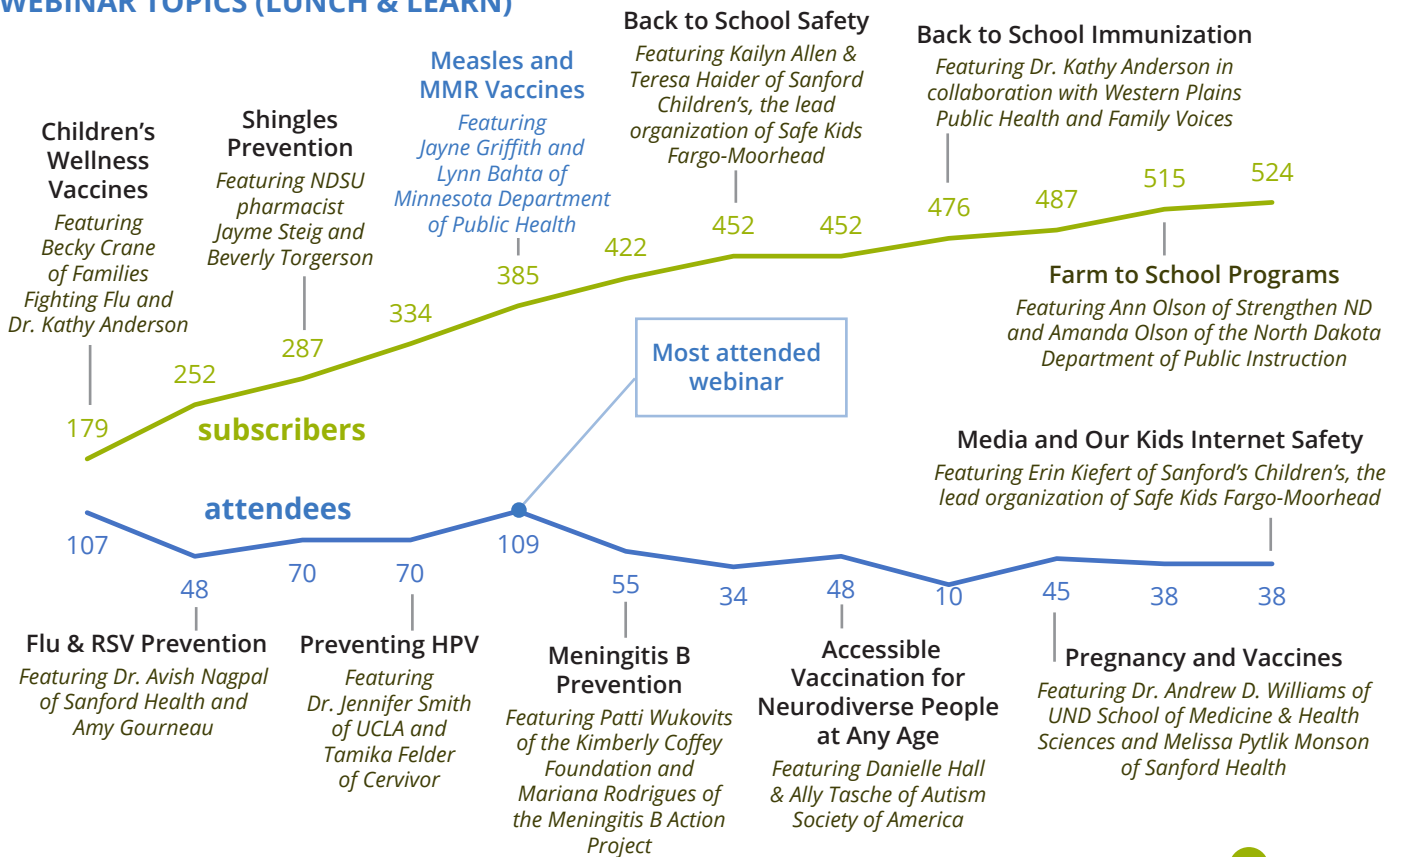 WEBINAR TOPICS (LUNCH & LEARN)
Children's
Wellness
Vaccines
Featuring
Becky Crane
of Families
Fighting Flu and
Dr. Kathy Anderson
Shingles
Prevention
Featuring NDSU
pharmacist
Jayme Steig and
Beverly Torgerson
Measles and
MMR Vaccines
Featuring
Jayne Griffith and
Lynn Bahta of
Minnesota Department
of Public Health
Back to School Safety
Featuring Kailyn Allen &
Teresa Haider of Sanford
Children's, the lead
organization of Safe Kids
Fargo-Moorhead
Back to School Immunization
Featuring Dr. Kathy Anderson in
collaboration with Western Plains
Public Health and Family Voices
179
252
287
334
385
422
452
452
476
487
515
524
subscribers
Farm to School Programs
Featuring Ann Olson of Strengthen ND
and Amanda Olson of the North Dakota
Department of Public Instruction
Most attended
webinar
Media and Our Kids Internet Safety
Featuring Erin Kiefert of Sanford's Children's, the
lead organization of Safe Kids Fargo-Moorhead
attendees
107
48
70
70
109
55
34
48
10
45
38
38
Flu & RSV Prevention
Featuring Dr. Avish Nagpal
of Sanford Health and
Amy Gourneau
Preventing HPV
Featuring
Dr. Jennifer Smith
of UCLA and
Tamika Felder
of Cervivor
Meningitis B
Prevention
Featuring Patti Wukovits
of the Kimberly Coffey
Foundation and
Mariana Rodrigues of
the Meningitis B Action
Project
Accessible
Vaccination for
Neurodiverse People
at Any Age
Featuring Danielle Hall
& Ally Tasche of Autism
Society of America
Pregnancy and Vaccines
Featuring Dr. Andrew D. Williams of
UND School of Medicine & Health
Sciences and Melissa Pytlik Monson
of Sanford Health